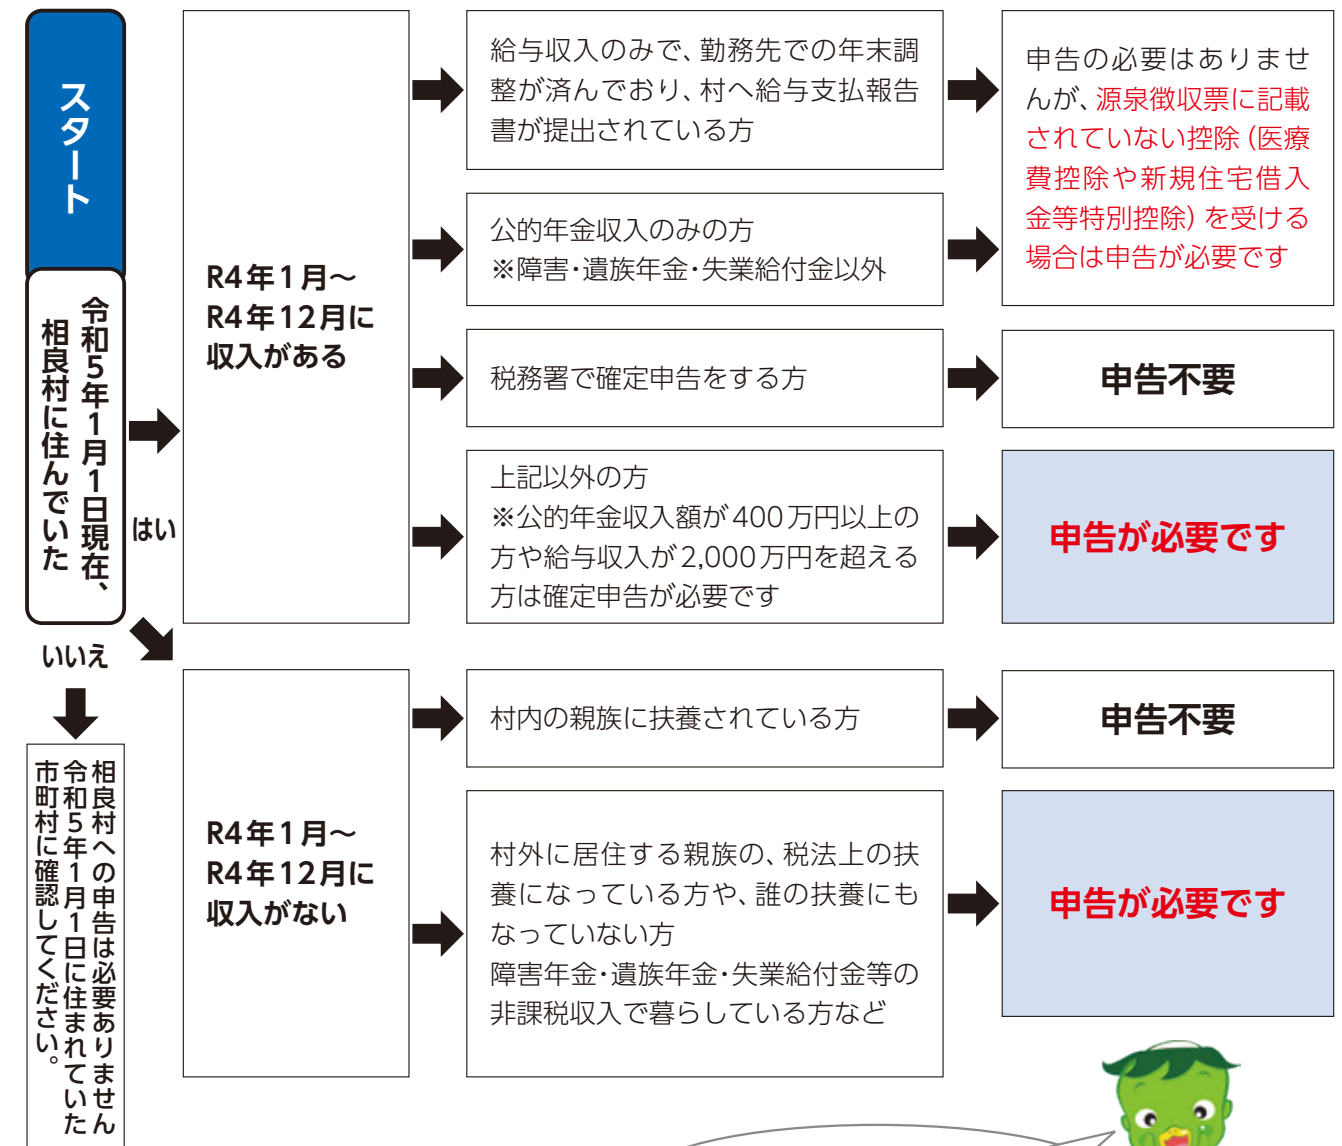 スタート
令和5年1月1日現在、
相良村に住んでいた
はい
いいえ
相良村への申告は必要ありません
令和5年1月1日に住まれていた
市町村に確認してください。
R4年1月～
R4年12月に
収入がある
給与収入のみで、勤務先での年末調
整が済んでおり、村へ給与支払報告
書が提出されている方
公的年金収入のみの方
※障害・遺族年金・失業給付金以外
申告の必要はありませ
んが、源泉徴収票に記載
されていない控除（医療
費控除や新規住宅借入
金等特別控除）を受ける
場合は申告が必要です
税務署で確定申告をする方
申告不要
上記以外の方
※公的年金収入額が400万円以上の
方や給与収入が2,000万円を超える
方は確定申告が必要です
申告が必要です
R4年1月～
R4年12月に
収入がない
村内の親族に扶養されている方
申告不要
村外に居住する親族の、税法上の扶
養になっている方や、誰の扶養にも
なっていない方
障害年金・遺族年金・失業給付金等の
非課税収入で暮らしている方など
申告が必要です